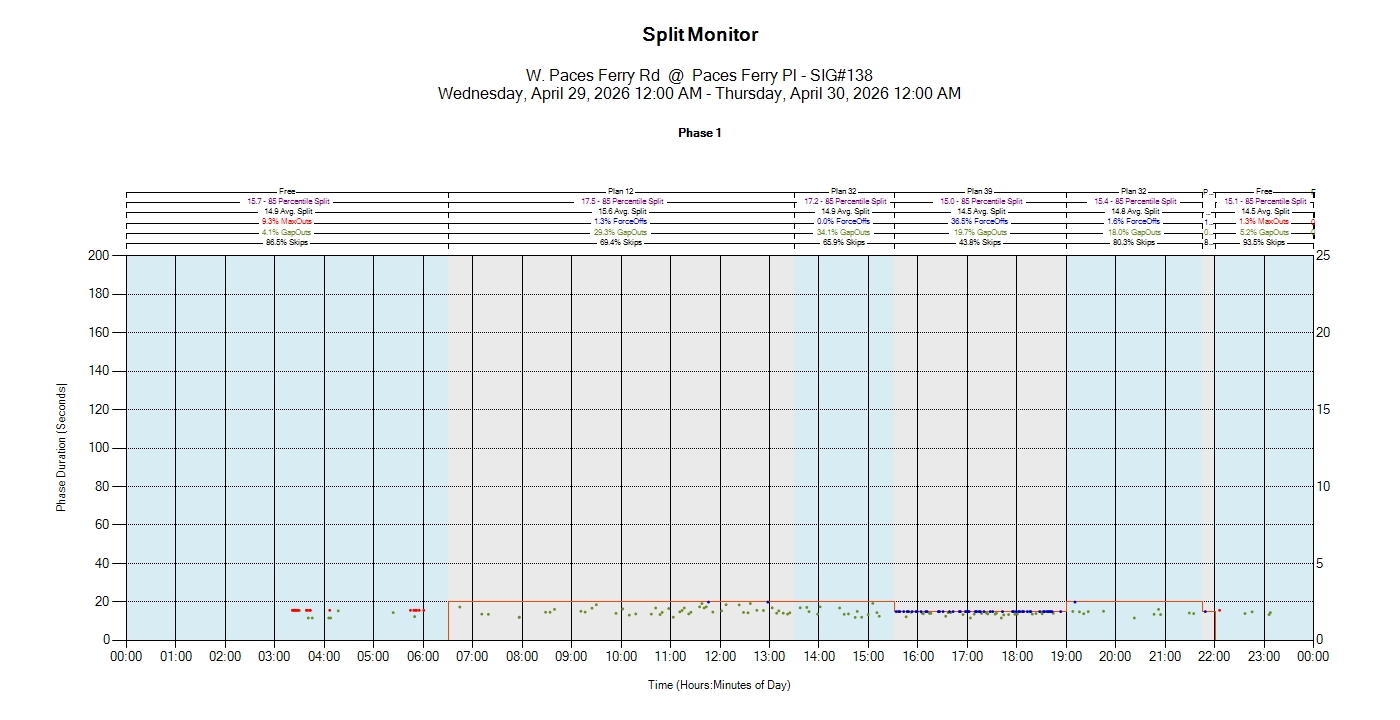 Split Monitor
W. Paces Ferry Rd @ Paces Ferry Pl - SIG#138
Wednesday, April 29, 2026 12:00 AM - Thursday, April 30, 2026 12:00 AM
Phase 1
Free Plan 12 Plan 32 Plan 39 Plan 32 P... Free F
15.7 - 85 Percentile Split 17.5 - 85 Percentile Split 17.2 - 85 Percentile Split 15.0 - 85 Percentile Split 15.4 - 85 Percentile Split 15.1 - 85 Percentile Split
14.9 Avg. Split 15.6 Avg. Split 14.9 Avg. Split 14.5 Avg. Split 14.8 Avg. Split 14.5 Avg. Split
9.3% MaxOuts 1.3% ForceOffs 0.0% ForceOffs 36.5% ForceOffs 1.6% ForceOffs 1... 1.3% MaxOuts
4.1% GapOuts 29.3% GapOuts 34.1% GapOuts 19.7% GapOuts 18.0% GapOuts 0... 5.2% GapOuts
86.5% Skips 69.4% Skips 65.9% Skips 43.8% Skips 80.3% Skips 8... 93.5% Skips
200 25
180
160 20
140
120 15
100
80 10
60
40 5
20
0 0
Phase Duration (Seconds)
00:00 01:00 02:00 03:00 04:00 05:00 06:00 07:00 08:00 09:00 10:00 11:00 12:00 13:00 14:00 15:00 16:00 17:00 18:00 19:00 20:00 21:00 22:00 23:00 00:00
Time (Hours:Minutes of Day)